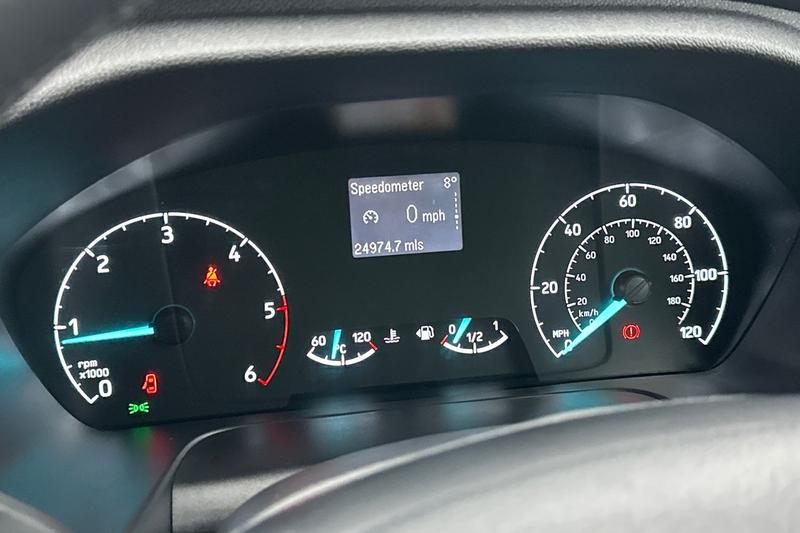 Speedometer 8°
0 mph
24974.7 mls
0 1 2 3 4 5 6
rpm
x1000
60 120
°C
0 1/2 1
0 20 40 60 80 100 120
MPH
0 20 40 60 80 100 120 140 160 180
km/h